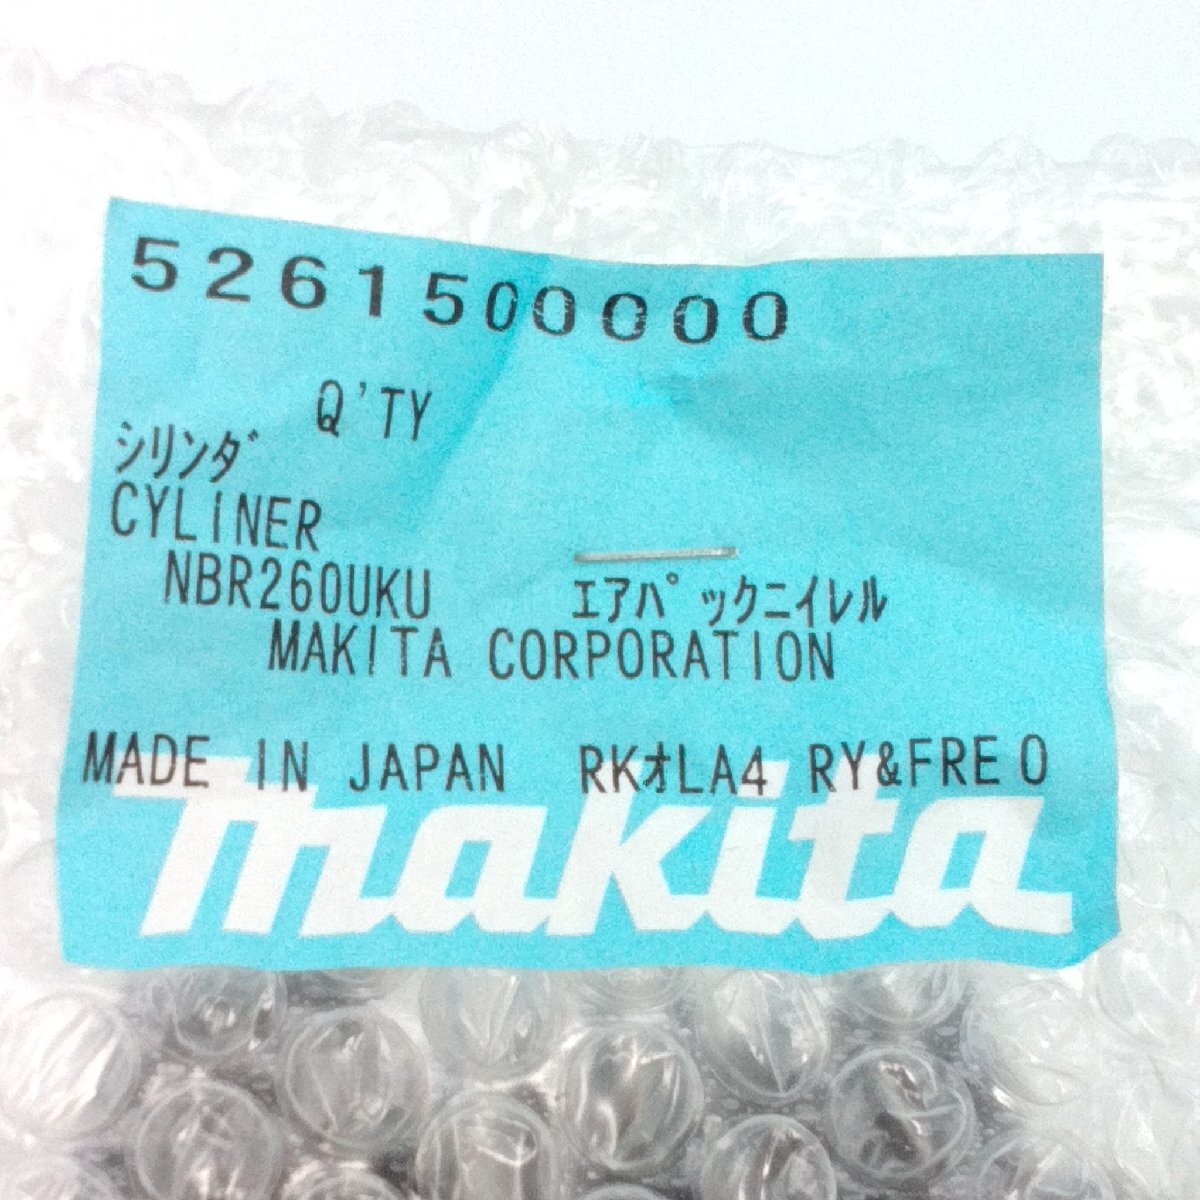 5261500000
Q'TY
シリンダ
CYLINER
NBR260UKU エアパックニイレル
MAKITA CORPORATION
MADE IN JAPAN RKオLA4 RY&FRE0
makita